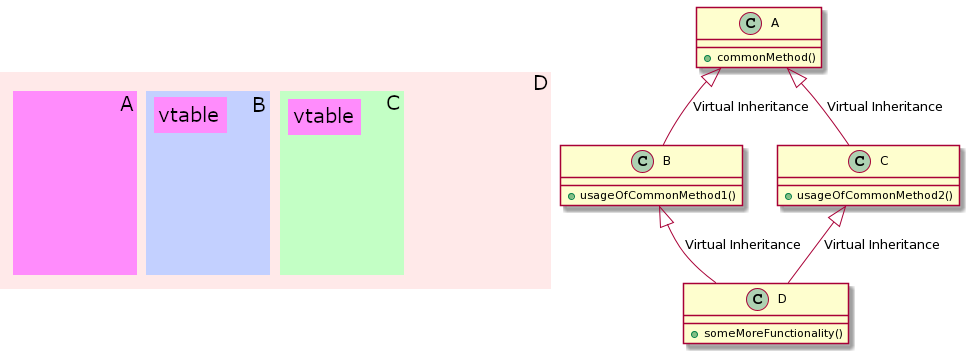 D
A
vtable
B
vtable
C
C A
commonMethod()
Virtual Inheritance
Virtual Inheritance
C B
usageOfCommonMethod1()
C C
usageOfCommonMethod2()
Virtual Inheritance
Virtual Inheritance
C D
someMoreFunctionality()